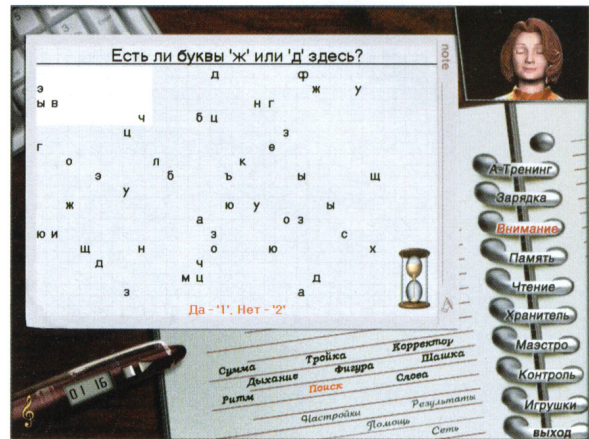 Есть ли буквы 'ж' или 'д' здесь?
note
д ф
э ж у
ы в н г
ч б ц
ц з
г е
о л к
э б ъ ы щ
у
ж ю у ы
а о з
ю и з с
щ н о ю х
д ч
м ц д
з а
Да - '1', Нет - '2'
А-Тренинг
Зарядка
Внимание
Память
Чтение
Хранитель
Маэстро
Контроль
Игрушки
выход
Сумма Тройка Корректор
Дыхание Фигура Шашка
Ритм Поиск Слова
Настройки Результаты
Помощь Сеть
01 16